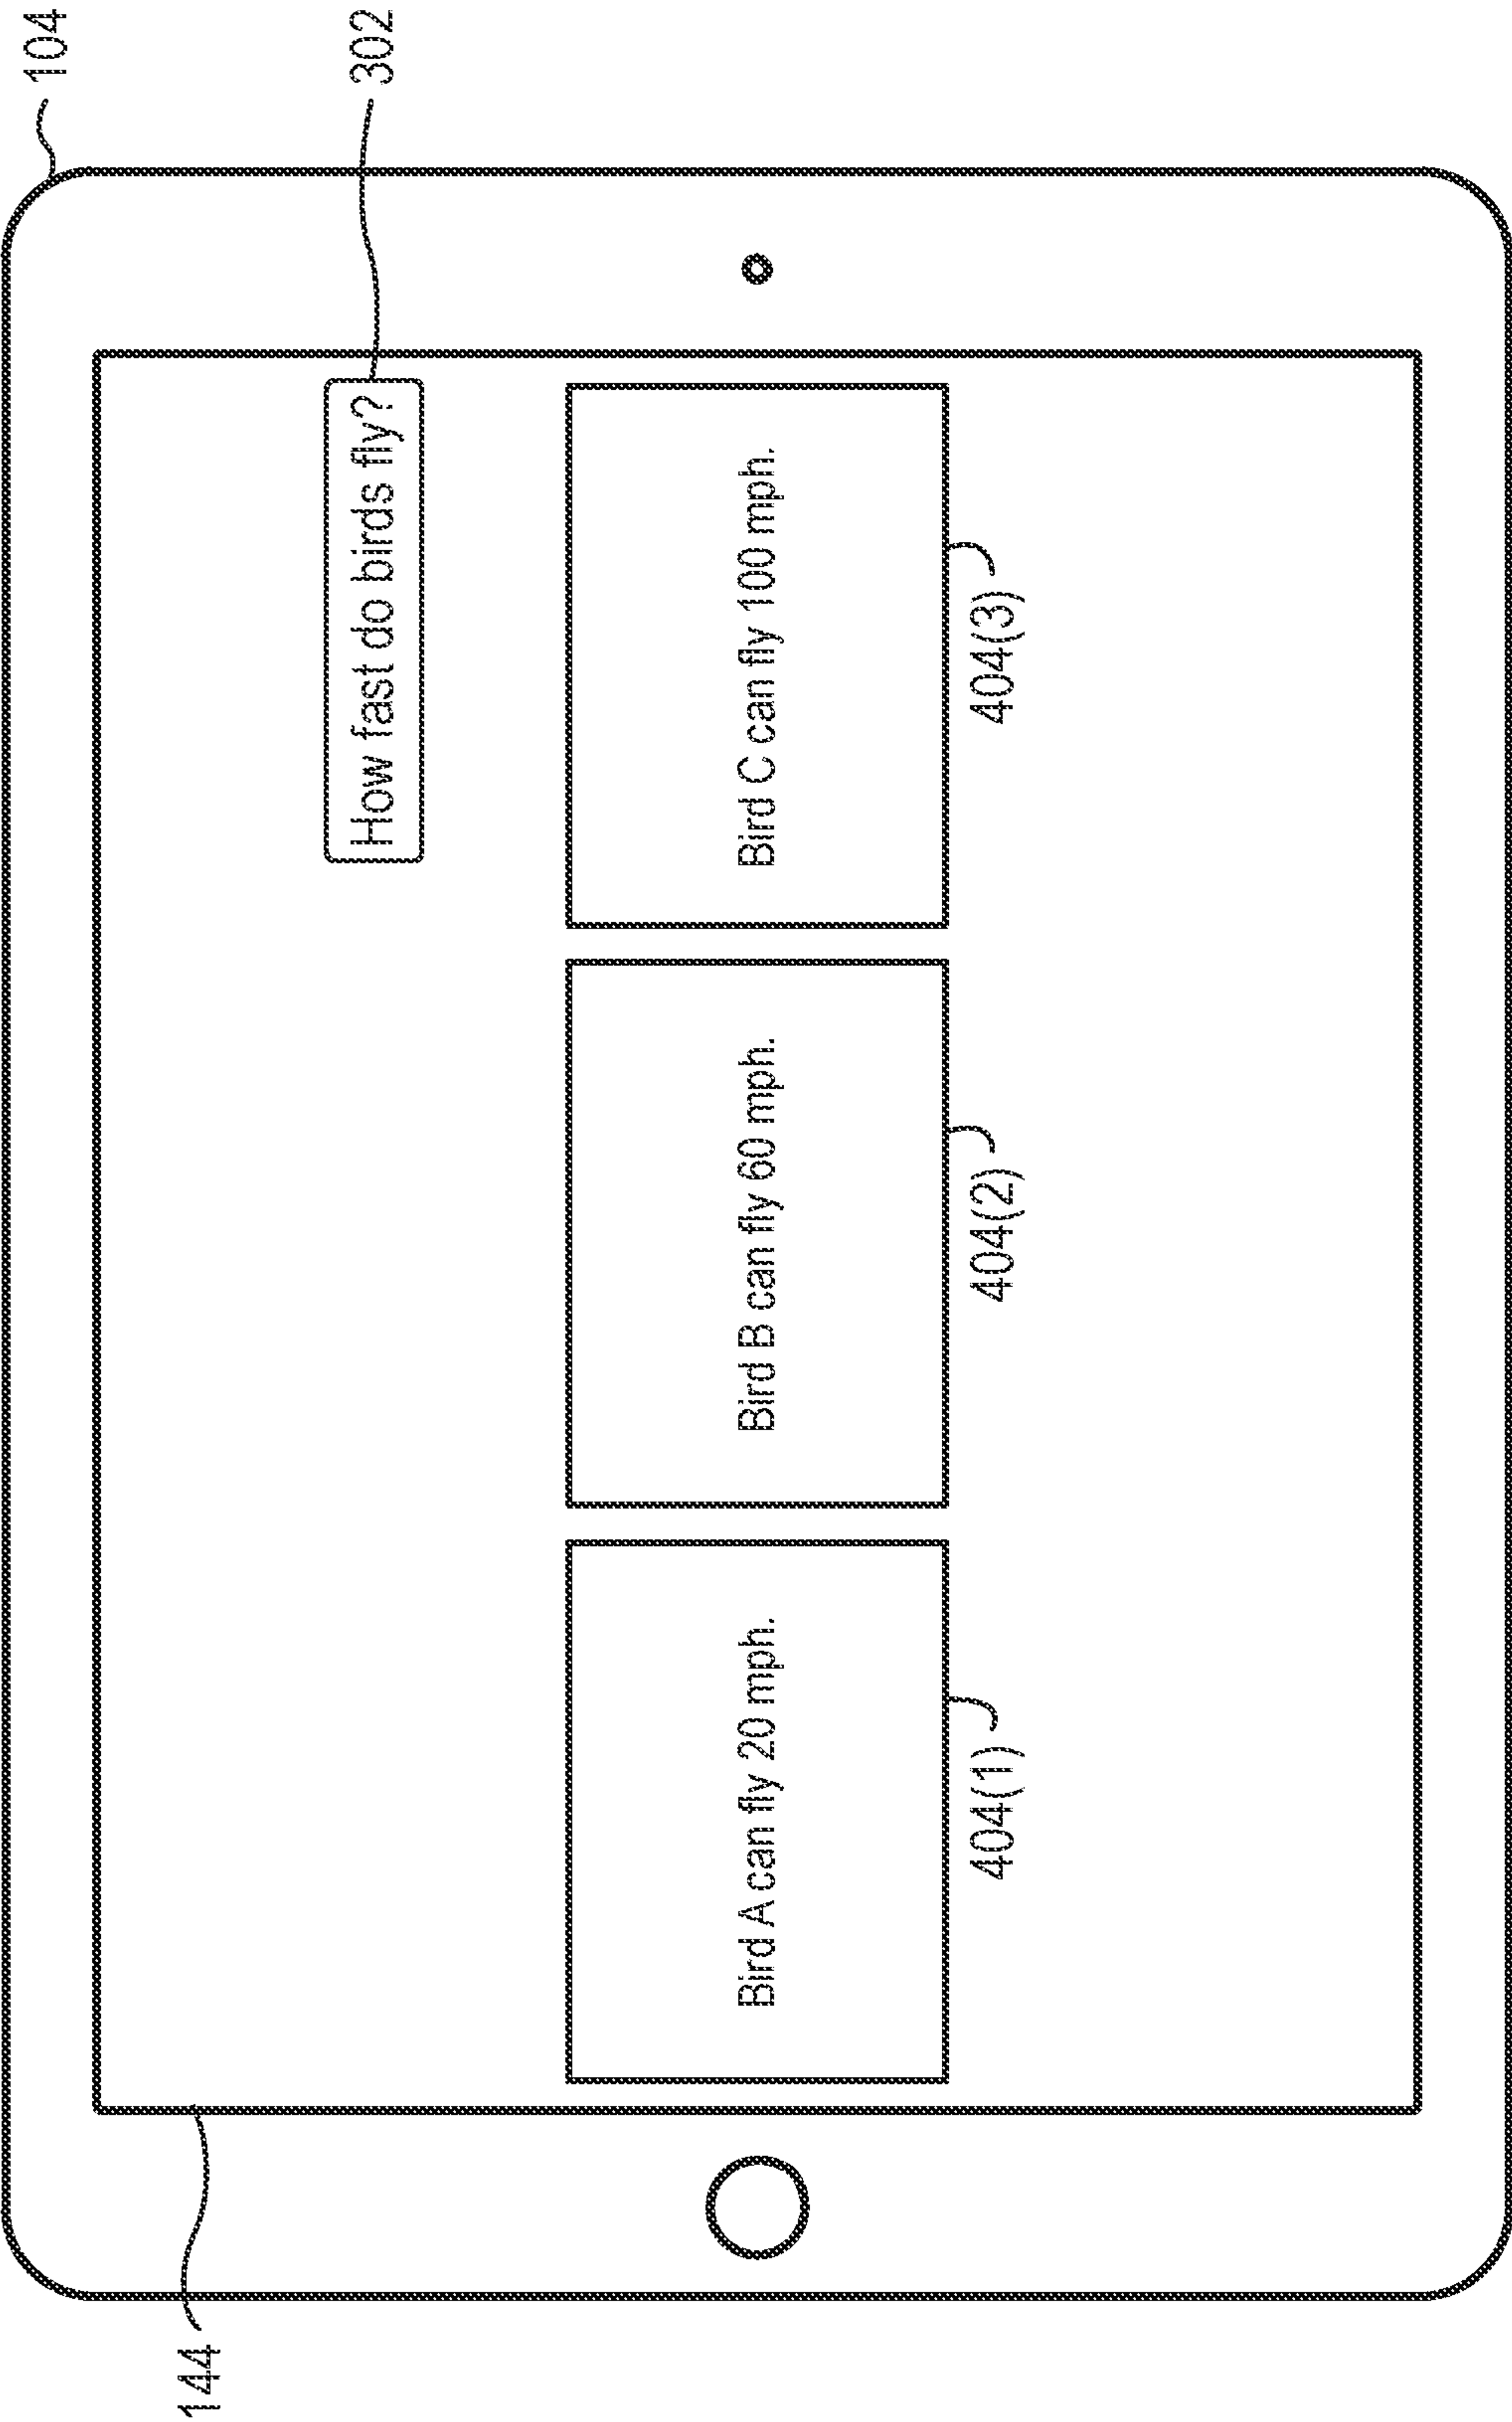 104
302
How fast do birds fly?
Bird A can fly 20 mph.
Bird B can fly 60 mph.
Bird C can fly 100 mph.
404(1)
404(2)
404(3)
144